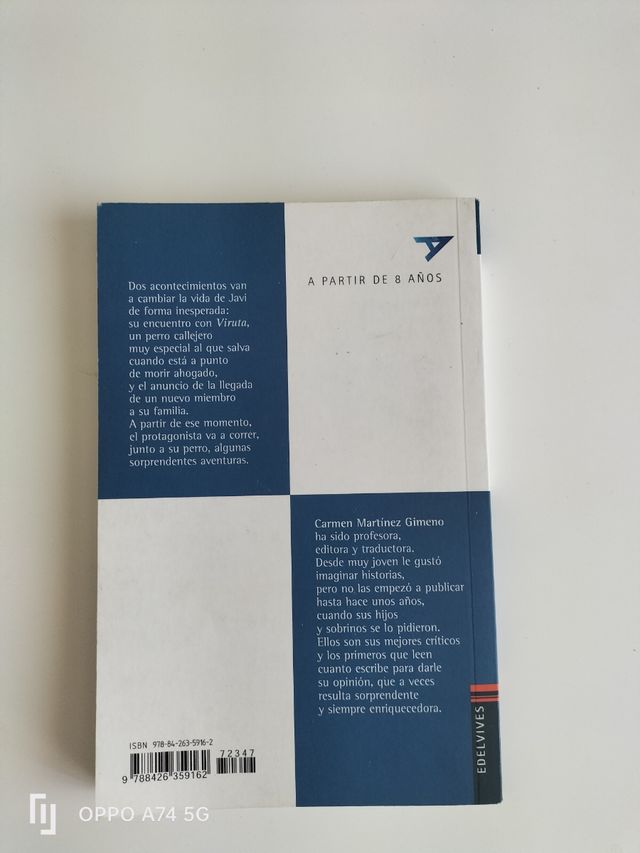 A PARTIR DE 8 AÑOS
Dos acontecimientos van
a cambiar la vida de Javi
de forma inesperada:
su encuentro con Viruta,
un perro callejero
muy especial al que salva
cuando está a punto
de morir ahogado,
y el anuncio de la llegada
de un nuevo miembro
a su familia.
A partir de ese momento,
el protagonista va a correr,
junto a su perro, algunas
sorprendentes aventuras.
Carmen Martínez Gimeno
ha sido profesora,
editora y traductora.
Desde muy joven le gustó
imaginar historias,
pero no las empezó a publicar
hasta hace unos años,
cuando sus hijos
y sobrinos se lo pidieron.
Ellos son sus mejores críticos
y los primeros que leen
cuanto escribe para darle
su opinión, que a veces
resulta sorprendente
y siempre enriquecedora.
EDELVIVES
ISBN 978-84-263-5916-2
72347
9 788426 359162
OPPO A74 5G